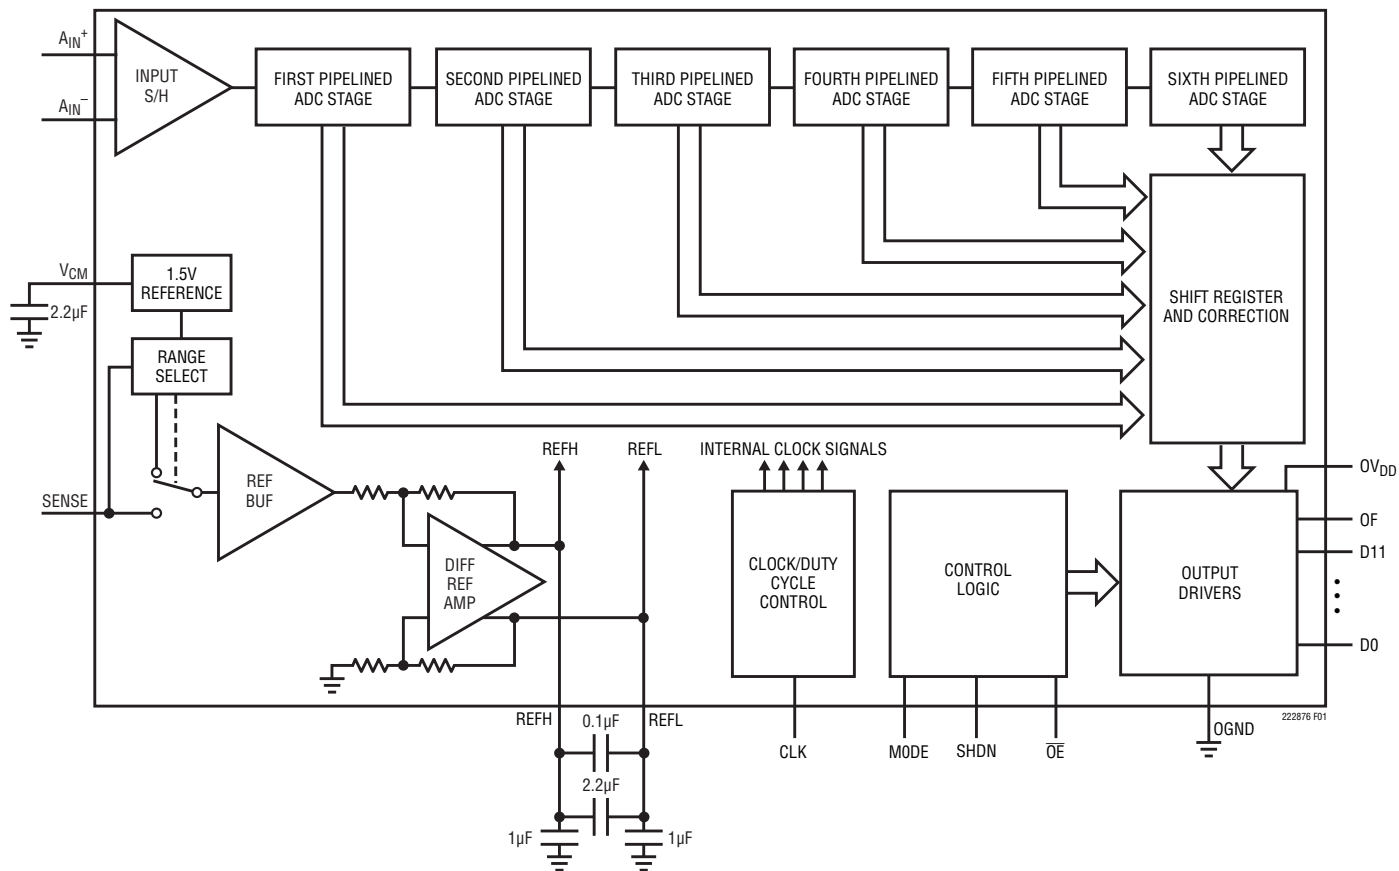 AIN+
AIN−
INPUT
S/H
FIRST PIPELINED
ADC STAGE
SECOND PIPELINED
ADC STAGE
THIRD PIPELINED
ADC STAGE
FOURTH PIPELINED
ADC STAGE
FIFTH PIPELINED
ADC STAGE
SIXTH PIPELINED
ADC STAGE
VCM
2.2µF
1.5V
REFERENCE
RANGE
SELECT
SHIFT REGISTER
AND CORRECTION
SENSE
REF
BUF
DIFF
REF
AMP
REFH
REFL
INTERNAL CLOCK SIGNALS
CLOCK/DUTY
CYCLE
CONTROL
CONTROL
LOGIC
OUTPUT
DRIVERS
OVDD
OF
D11
D0
REFH
0.1µF
REFL
2.2µF
1µF
1µF
CLK
MODE
SHDN
O̅E̅
OGND
222876 F01